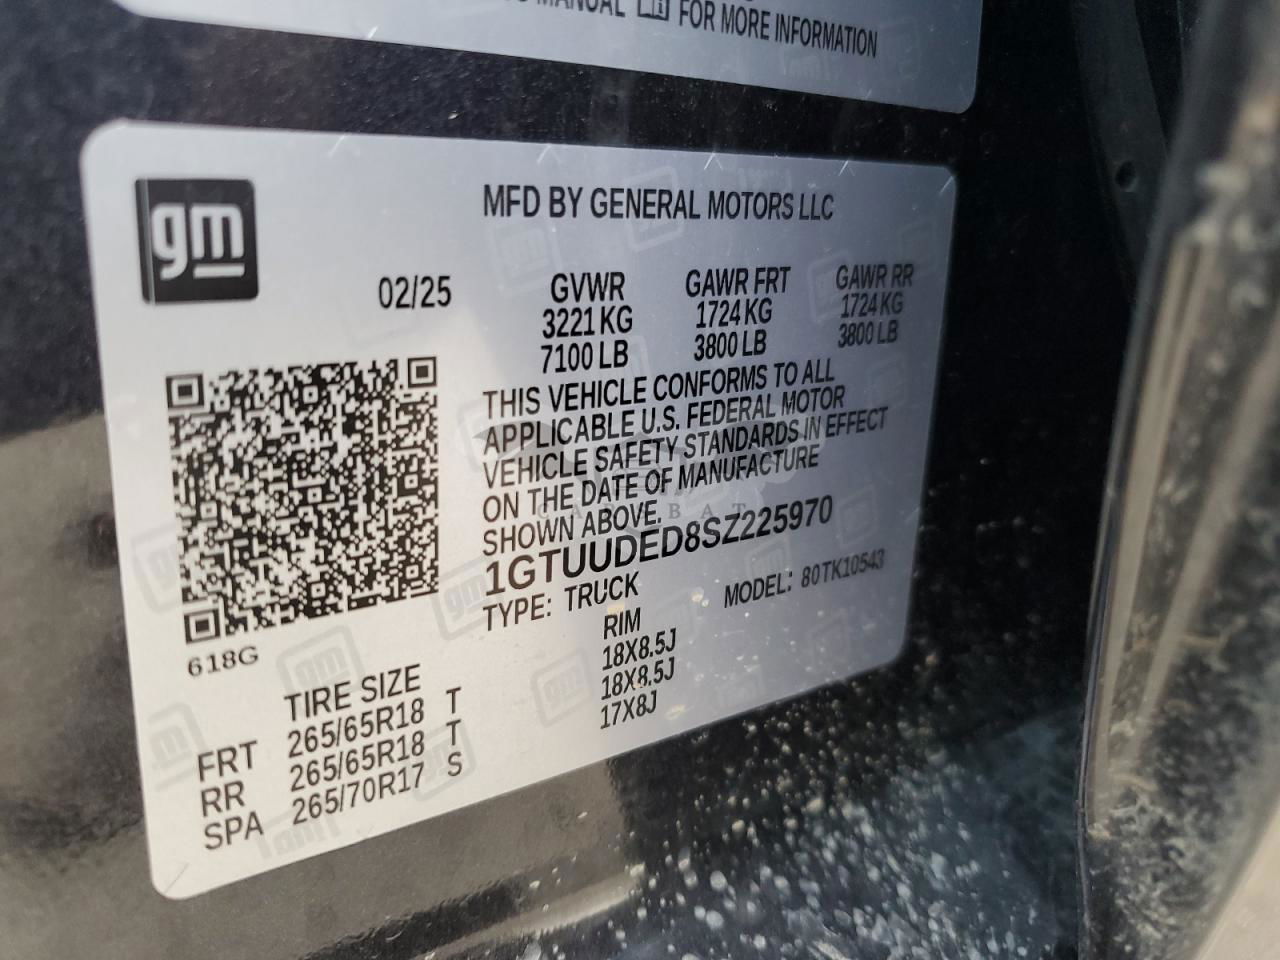 MANUAL FOR MORE INFORMATION
gm
MFD BY GENERAL MOTORS LLC
02/25
GVWR GAWR FRT GAWR RR
3221 KG 1724 KG 1724 KG
7100 LB 3800 LB 3800 LB
THIS VEHICLE CONFORMS TO ALL
APPLICABLE U.S. FEDERAL MOTOR
VEHICLE SAFETY STANDARDS IN EFFECT
ON THE DATE OF MANUFACTURE
SHOWN ABOVE.
1GTUUDED8SZ225970
TYPE: TRUCK MODEL: 80TK10543
618G
TIRE SIZE RIM
FRT 265/65R18 T 18X8.5J
RR 265/65R18 T 18X8.5J
SPA 265/70R17 S 17X8J